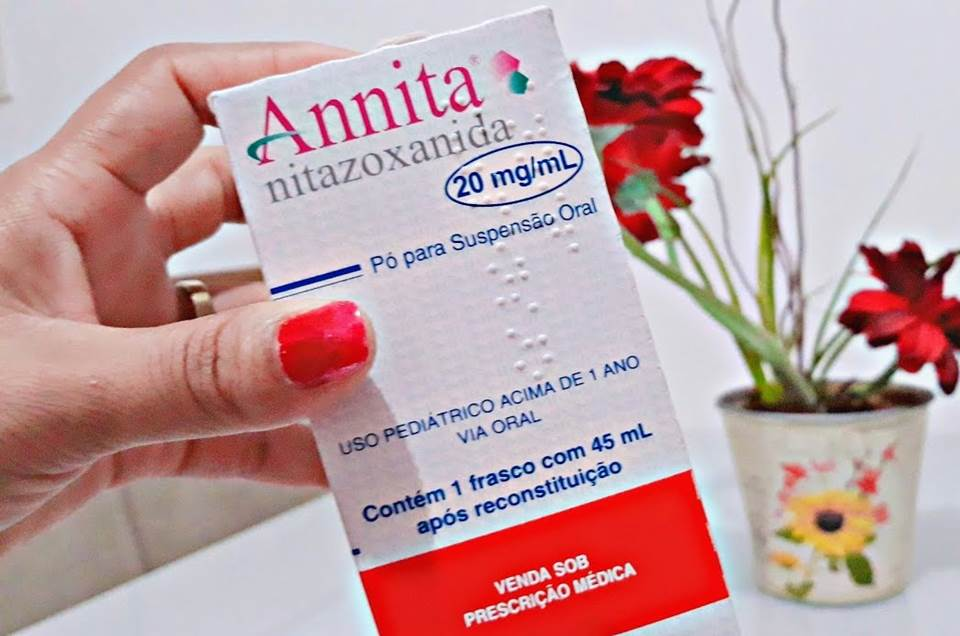 Annita®
nitazoxanida
20 mg/mL
Pó para Suspensão Oral
USO PEDIÁTRICO ACIMA DE 1 ANO
VIA ORAL
Contém 1 frasco com 45 mL
após reconstituição
VENDA SOB
PRESCRIÇÃO MÉDICA